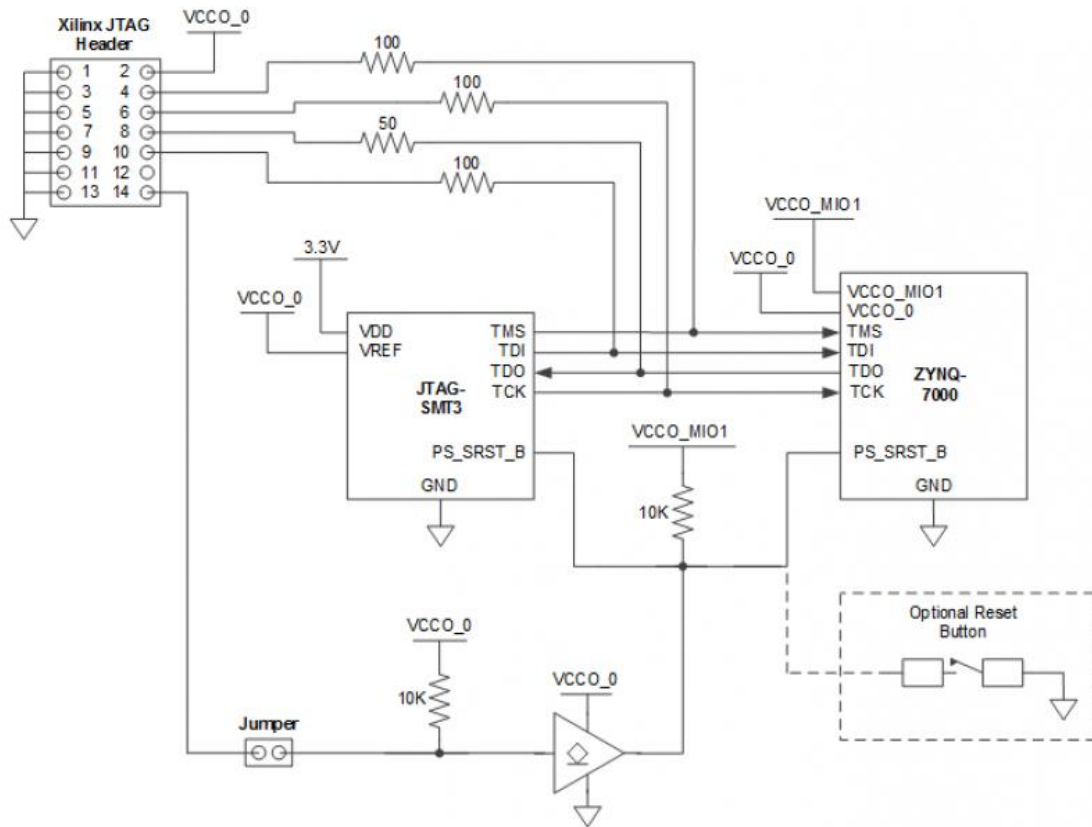 Xilinx JTAG
Header
VCCO_0
1 2
3 4
5 6
7 8
9 10
11 12
13 14
100
100
50
100
VCCO_MIO1
VCCO_0
3.3V
VCCO_0
VDD
VREF
TMS
TDI
TDO
TCK
JTAG-
SMT3
PS_SRST_B
GND
VCCO_MIO1
VCCO_0
TMS
TDI
TDO
TCK
ZYNQ-
7000
PS_SRST_B
GND
VCCO_MIO1
10K
Optional Reset
Button
VCCO_0
10K
VCCO_0
Jumper